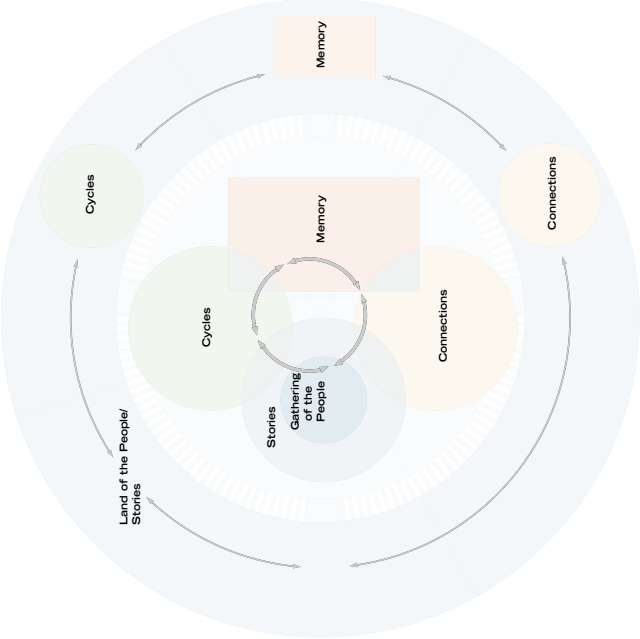 Memory
Cycles
Connections
Memory
Cycles
Connections
Stories
Gathering
of the
People
Land of the People/
Stories